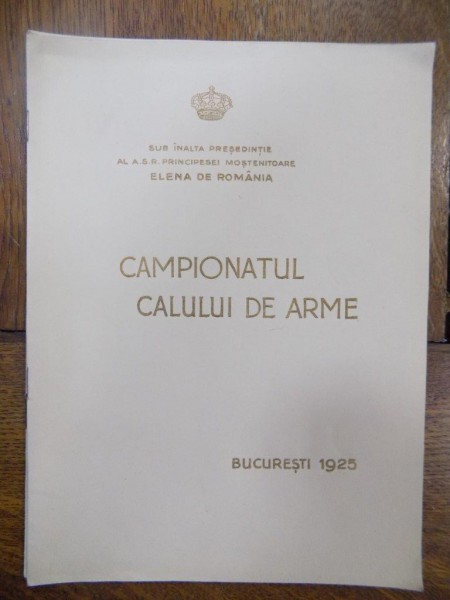 SUB ÎNALTA PREȘEDINȚIE
AL A.S.R. PRINCIPESEI MOȘTENITOARE
ELENA DE ROMÂNIA
CAMPIONATUL
CALULUI DE ARME
BUCUREȘTI 1925